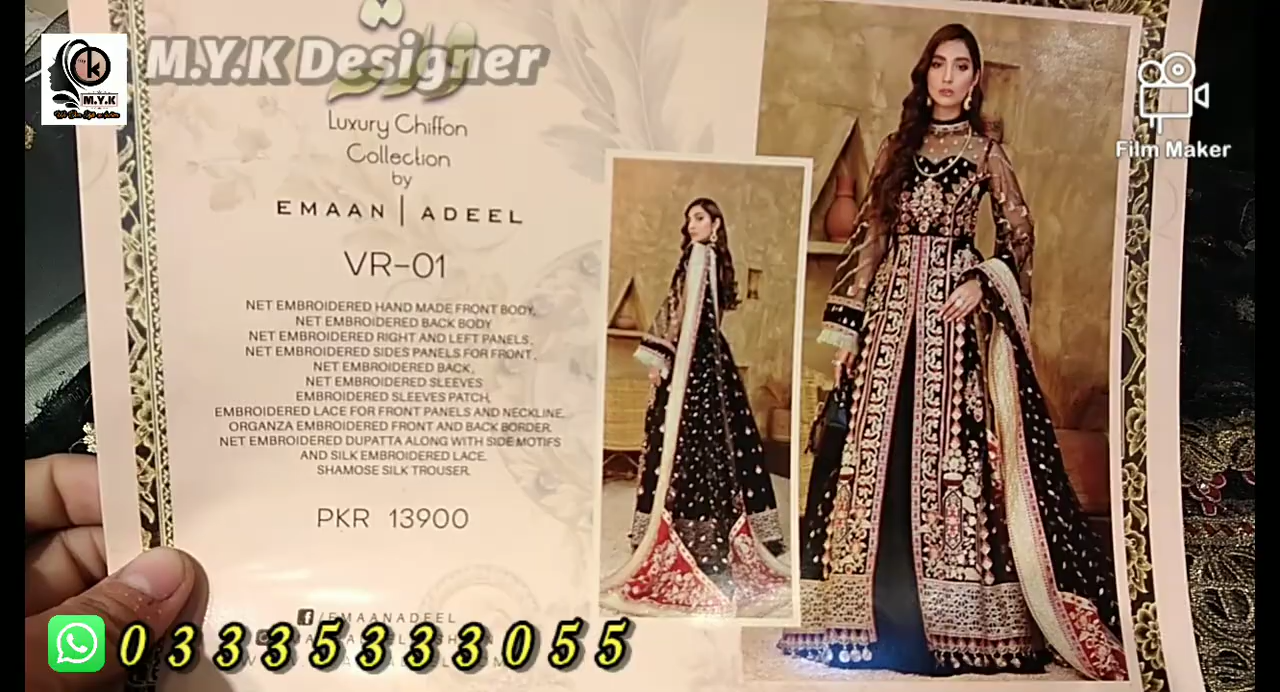 M.Y.K Designer
M.Y.K
Film Maker
Luxury Chiffon
Collection
by
EMAAN | ADEEL
VR-01
NET EMBROIDERED HAND MADE FRONT BODY,
NET EMBROIDERED BACK BODY
NET EMBROIDERED RIGHT AND LEFT PANELS,
NET EMBROIDERED SIDES PANELS FOR FRONT,
NET EMBROIDERED BACK,
NET EMBROIDERED SLEEVES
EMBROIDERED SLEEVES PATCH,
EMBROIDERED LACE FOR FRONT PANELS AND NECKLINE,
ORGANZA EMBROIDERED FRONT AND BACK BORDER,
NET EMBROIDERED DUPATTA ALONG WITH SIDE MOTIFS
AND SILK EMBROIDERED LACE.
SHAMOSE SILK TROUSER.
PKR 13900
/EMAANADEEL
03335333055